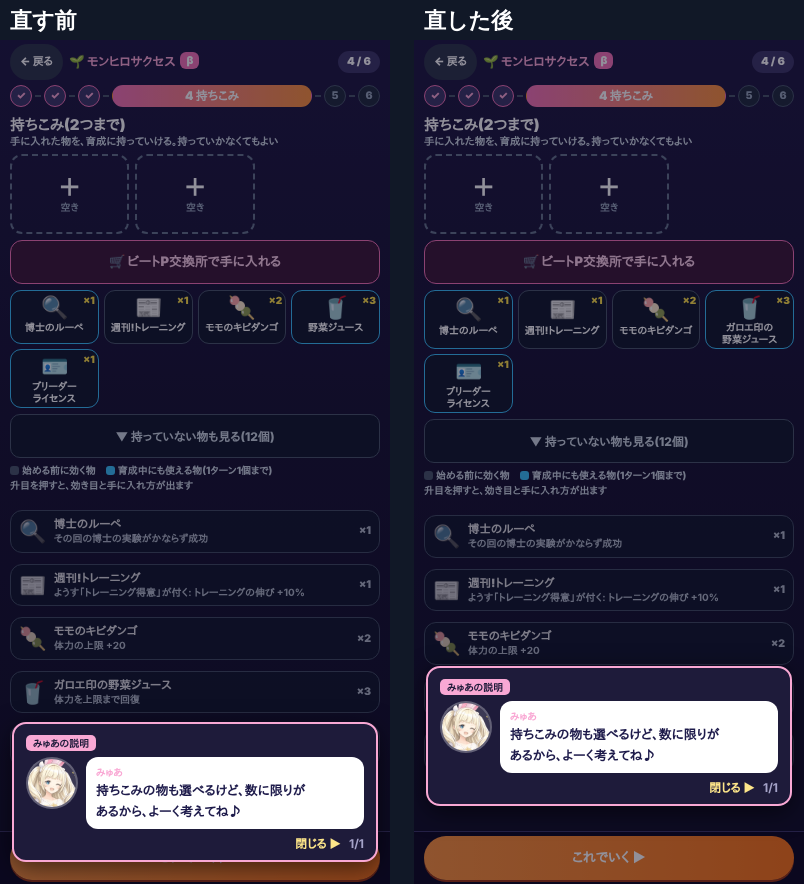 直す前
← 戻る
🌱 モンヒロサクセス β
4 / 6
✓
✓
✓
4 持ちこみ
5
6
持ちこみ(2つまで)
手に入れた物を、育成に持っていける。持っていかなくてもよい
+
空き
+
空き
🛒 ビートP交換所で手に入れる
×1
博士のルーペ
×1
週刊!トレーニング
×2
モモのキビダンゴ
×3
野菜ジュース
×1
ブリーダー
ライセンス
▼ 持っていない物も見る(12個)
始める前に効く物
育成中にも使える物(1ターン1個まで)
升目を押すと、効き目と手に入れ方が出ます
博士のルーペ
その回の博士の実験がかならず成功
×1
週刊!トレーニング
ようす「トレーニング得意」が付く: トレーニングの伸び +10%
×1
モモのキビダンゴ
体力の上限 +20
×2
ガロエ印の野菜ジュース
体力を上限まで回復
×3
みゅあの説明
みゅあ
持ちこみの物も選べるけど、数に限りが
あるから、よーく考えてね♪
閉じる ▶
1/1
直した後
← 戻る
🌱 モンヒロサクセス β
4 / 6
✓
✓
✓
4 持ちこみ
5
6
持ちこみ(2つまで)
手に入れた物を、育成に持っていける。持っていかなくてもよい
+
空き
+
空き
🛒 ビートP交換所で手に入れる
×1
博士のルーペ
×1
週刊!トレーニング
×2
モモのキビダンゴ
×3
ガロエ印の
野菜ジュース
×1
ブリーダー
ライセンス
▼ 持っていない物も見る(12個)
始める前に効く物
育成中にも使える物(1ターン1個まで)
升目を押すと、効き目と手に入れ方が出ます
博士のルーペ
その回の博士の実験がかならず成功
×1
週刊!トレーニング
ようす「トレーニング得意」が付く: トレーニングの伸び +10%
×1
モモのキビダンゴ
体力の上限 +20
×2
みゅあの説明
みゅあ
持ちこみの物も選べるけど、数に限りが
あるから、よーく考えてね♪
閉じる ▶
1/1
これでいく ▶